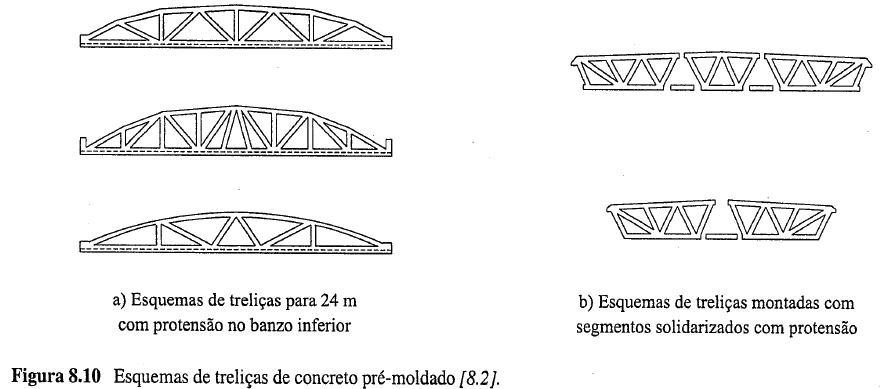 a) Esquemas de treliças para 24 m
com protensão no banzo inferior
b) Esquemas de treliças montadas com
segmentos solidarizados com protensão
Figura 8.10 Esquemas de treliças de concreto pré-moldado [8.2].